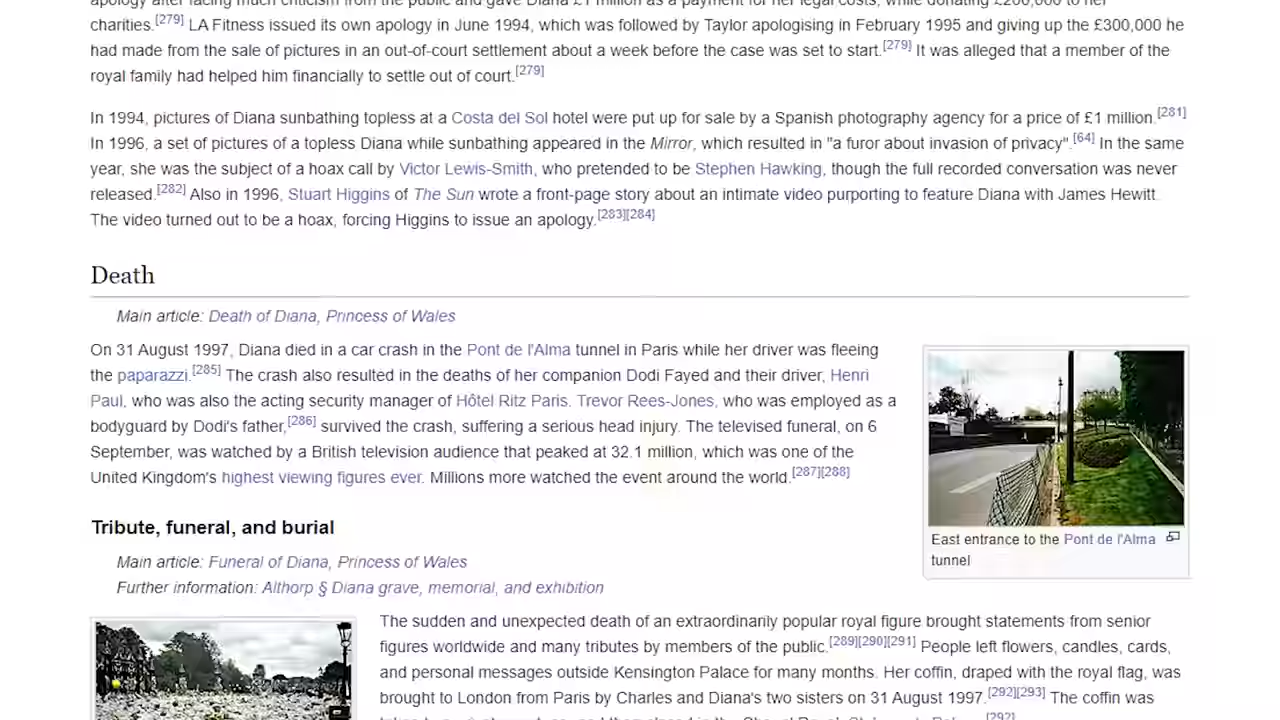 charities.[279] LA Fitness issued its own apology in June 1994, which was followed by Taylor apologising in February 1995 and giving up the £300,000 he
had made from the sale of pictures in an out-of-court settlement about a week before the case was set to start.[279] It was alleged that a member of the
royal family had helped him financially to settle out of court.[279]
In 1994, pictures of Diana sunbathing topless at a Costa del Sol hotel were put up for sale by a Spanish photography agency for a price of £1 million.[281]
In 1996, a set of pictures of a topless Diana while sunbathing appeared in the Mirror, which resulted in "a furor about invasion of privacy".[64] In the same
year, she was the subject of a hoax call by Victor Lewis-Smith, who pretended to be Stephen Hawking, though the full recorded conversation was never
released.[282] Also in 1996, Stuart Higgins of The Sun wrote a front-page story about an intimate video purporting to feature Diana with James Hewitt.
The video turned out to be a hoax, forcing Higgins to issue an apology.[283][284]
Death
Main article: Death of Diana, Princess of Wales
On 31 August 1997, Diana died in a car crash in the Pont de l'Alma tunnel in Paris while her driver was fleeing
the paparazzi.[285] The crash also resulted in the deaths of her companion Dodi Fayed and their driver, Henri
Paul, who was also the acting security manager of Hôtel Ritz Paris. Trevor Rees-Jones, who was employed as a
bodyguard by Dodi's father,[286] survived the crash, suffering a serious head injury. The televised funeral, on 6
September, was watched by a British television audience that peaked at 32.1 million, which was one of the
United Kingdom's highest viewing figures ever. Millions more watched the event around the world.[287][288]
East entrance to the Pont de l'Alma
tunnel
Tribute, funeral, and burial
Main article: Funeral of Diana, Princess of Wales
Further information: Althorp § Diana grave, memorial, and exhibition
The sudden and unexpected death of an extraordinarily popular royal figure brought statements from senior
figures worldwide and many tributes by members of the public.[289][290][291] People left flowers, candles, cards,
and personal messages outside Kensington Palace for many months. Her coffin, draped with the royal flag, was
brought to London from Paris by Charles and Diana's two sisters on 31 August 1997.[292][293] The coffin was
[292]